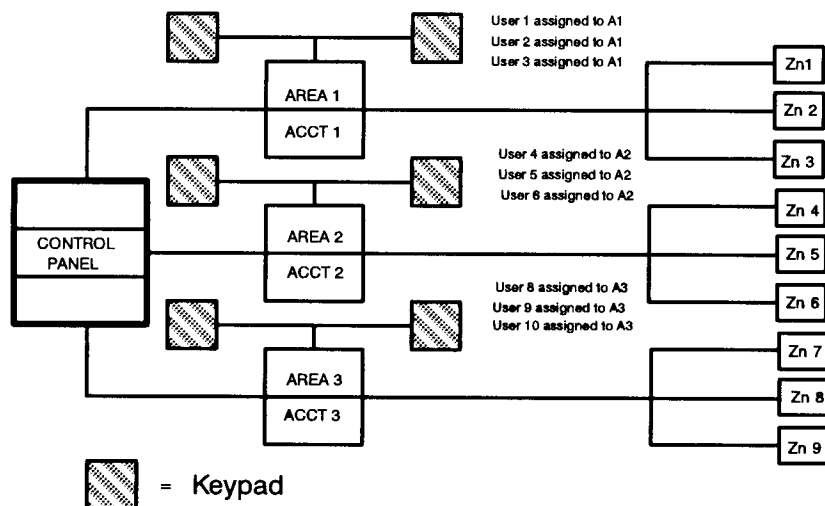 User 1 assigned to A1
User 2 assigned to A1
User 3 assigned to A1
Zn1
AREA 1
ACCT 1
Zn 2
Zn 3
User 4 assigned to A2
User 5 assigned to A2
User 6 assigned to A2
Zn 4
CONTROL
PANEL
AREA 2
ACCT 2
Zn 5
Zn 6
User 8 assigned to A3
User 9 assigned to A3
User 10 assigned to A3
Zn 7
AREA 3
ACCT 3
Zn 8
Zn 9
= Keypad